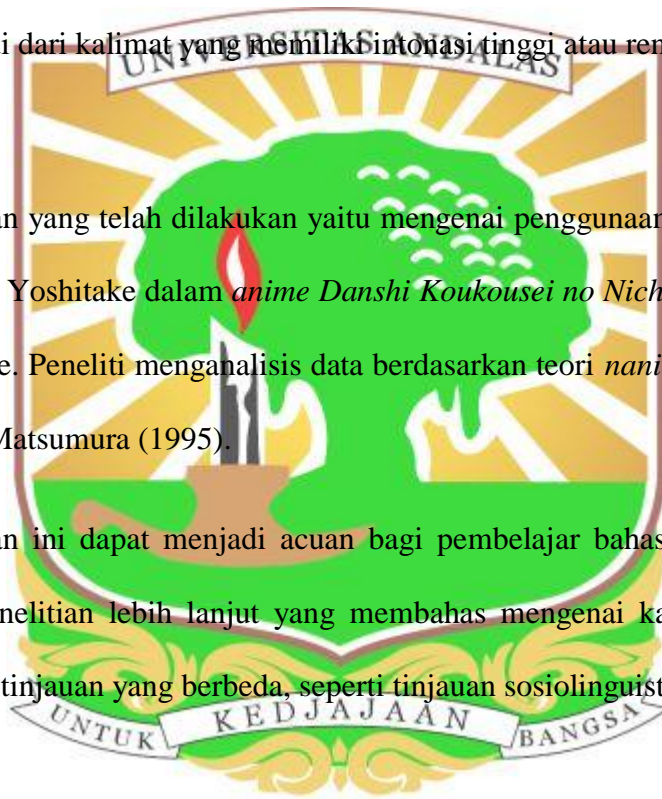 i dari kalimat yang memiliki intonasi tinggi atau ren
UNIVERSITAS ANDALAS
an yang telah dilakukan yaitu mengenai penggunaan
Yoshitake dalam anime Danshi Koukousei no Nich
e. Peneliti menganalisis data berdasarkan teori nani
Matsumura (1995).
an ini dapat menjadi acuan bagi pembelajar bahas
nelitian lebih lanjut yang membahas mengenai ka
tinjauan yang berbeda, seperti tinjauan sosiolinguist
UNTUK KEDJAJAAN BANGSA